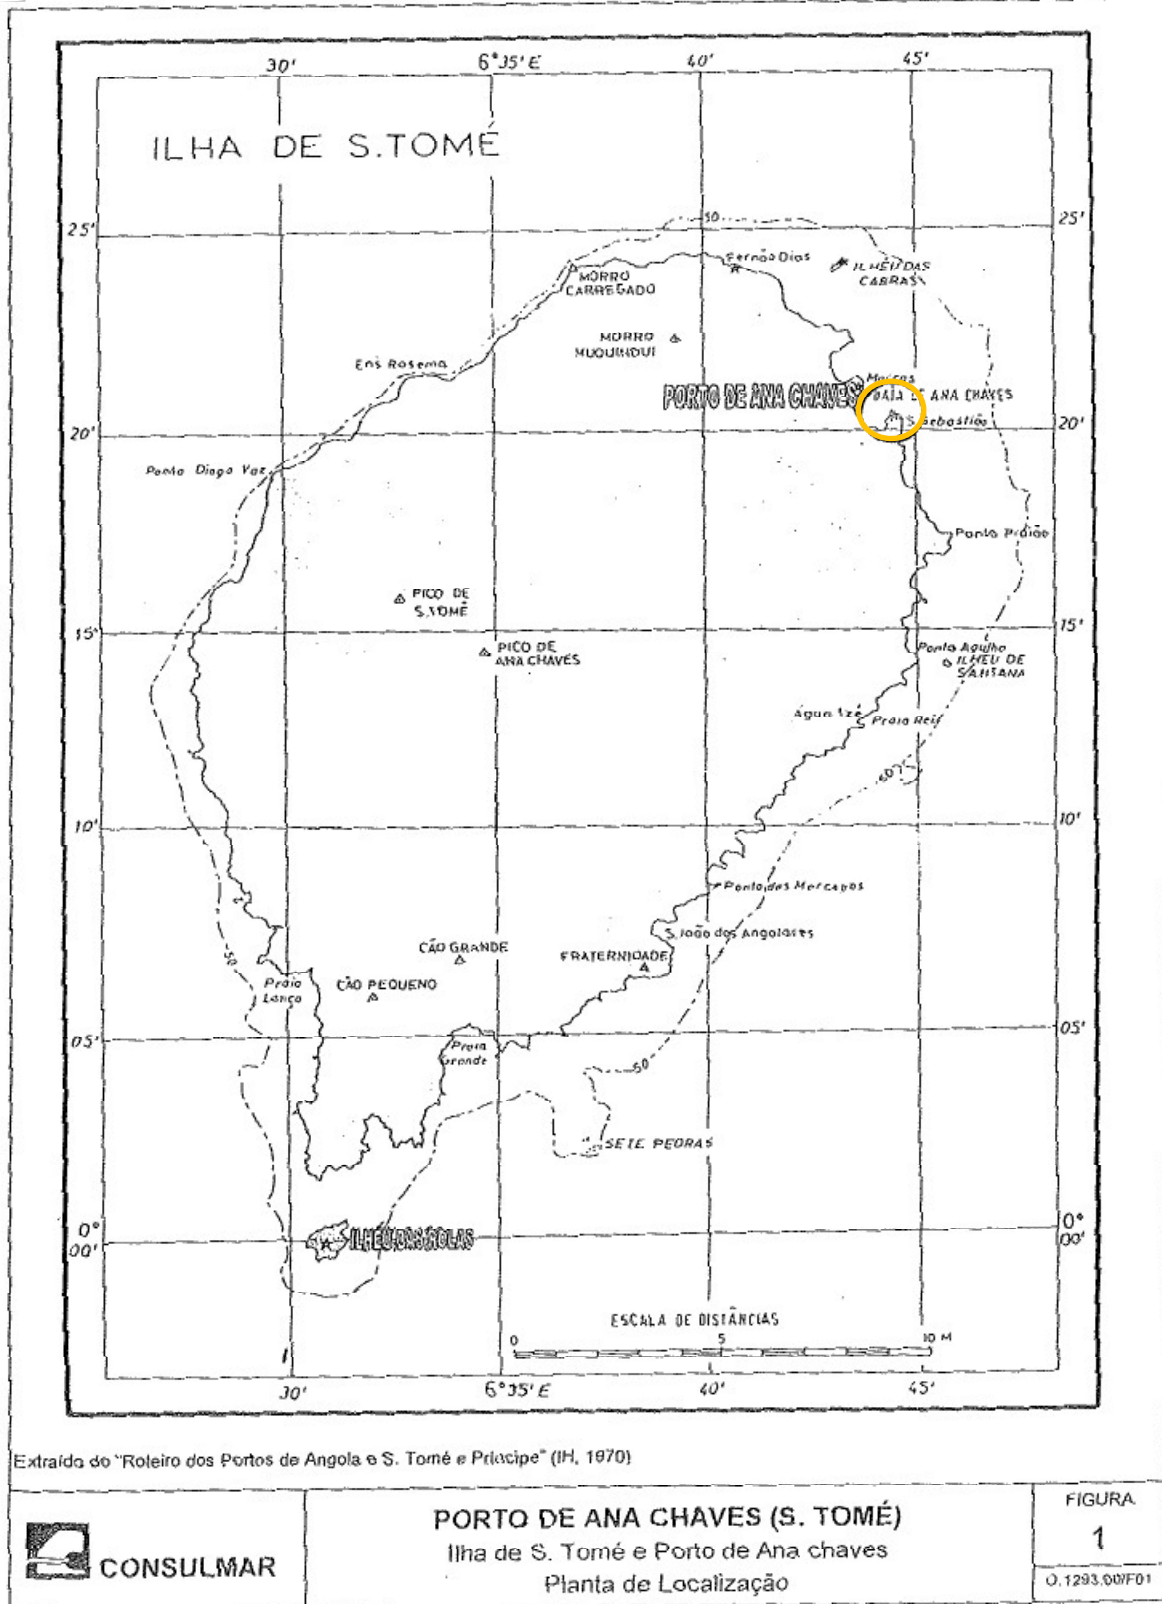 30'
6°35'E
40'
45'
ILHA DE S.TOMÉ
25'
50
25'
Fernão Dias
ILHÉU DAS
CABRAS
MORRO
CARREGADO
MORRO
MUQUINQUI
Ens Rosema
PORTO DE ANA CHAVES
DE ANA CHAVES
S. Sebastião
20'
20'
Ponta Diogo Vaz
Ponta Praião
PICO DE
S.TOMÉ
15'
15'
PICO DE
ANA CHAVES
Ponta Agulha
ILHÉU DE
SANTANA
Água Izé
Praia Reis
10'
10'
S. João dos Angolares
CÃO GRANDE
FRATERNIDADE
50
Praia
Lança
CÃO PEQUENO
05'
05'
Praia
Grande
SETE PEDRAS
0°
00'
0°
00'
ILHÉU DAS ROLAS
ESCALA DE DISTÂNCIAS
0
5
10 M
30'
6°35'E
40'
45'
Extraído do "Roteiro dos Portos de Angola e S. Tomé e Príncipe" (IH, 1970)
CONSULMAR
PORTO DE ANA CHAVES (S. TOMÉ)
Ilha de S. Tomé e Porto de Ana chaves
Planta de Localização
FIGURA
1
O.1293.00/F01